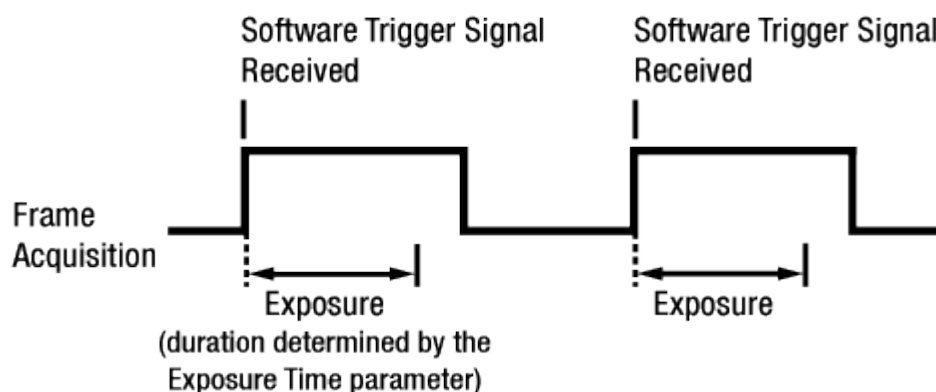 Software Trigger Signal
Received
Software Trigger Signal
Received
Frame
Acquisition
Exposure
(duration determined by the
Exposure Time parameter)
Exposure